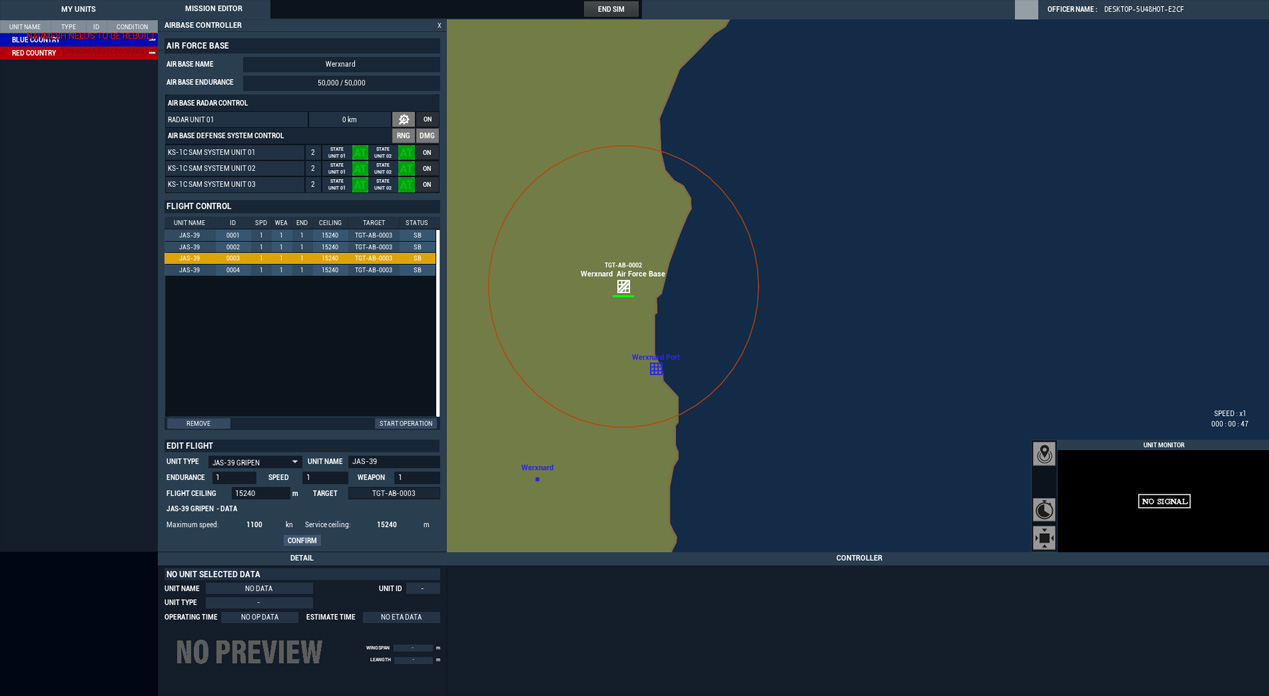 MY UNITS
MISSION EDITOR
END SIM
OFFICER NAME : DESKTOP-5U48H0T-E2CF
UNIT NAME TYPE ID CONDITION
BLUE COUNTRY
NEEDS TO BE REBUILT
RED COUNTRY
AIRBASE CONTROLLER X
AIR FORCE BASE
AIR BASE NAME Werxnard
AIR BASE ENDURANCE 50,000 / 50,000
AIR BASE RADAR CONTROL
RADAR UNIT 01 0 km ON
AIR BASE DEFENSE SYSTEM CONTROL RNG DMG
KS-1C SAM SYSTEM UNIT 01 2 STATE UNIT 01 AT STATE UNIT 02 AT ON
KS-1C SAM SYSTEM UNIT 02 2 STATE UNIT 01 AT STATE UNIT 02 AT ON
KS-1C SAM SYSTEM UNIT 03 2 STATE UNIT 01 AT STATE UNIT 02 AT ON
FLIGHT CONTROL
UNIT NAME ID SPD WEA END CEILING TARGET STATUS
JAS-39 0001 1 1 1 15240 TGT-AB-0003 SB
JAS-39 0002 1 1 1 15240 TGT-AB-0003 SB
JAS-39 0003 1 1 1 15240 TGT-AB-0003 SB
JAS-39 0004 1 1 1 15240 TGT-AB-0003 SB
REMOVE START OPERATION
EDIT FLIGHT
UNIT TYPE JAS-39 GRIPEN UNIT NAME JAS-39
ENDURANCE 1 SPEED 1 WEAPON 1
FLIGHT CEILING 15240 m TARGET TGT-AB-0003
JAS-39 GRIPEN - DATA
Maximum speed: 1100 kn Service ceiling: 15240 m
CONFIRM
TGT-AB-0002
Werxnard Air Force Base
Werxnard Port
Werxnard
SPEED : x1
000 : 00 : 47
UNIT MONITOR
NO SIGNAL
DETAIL
CONTROLLER
NO UNIT SELECTED DATA
UNIT NAME NO DATA UNIT ID -
UNIT TYPE -
OPERATING TIME NO OP DATA ESTIMATE TIME NO ETA DATA
NO PREVIEW
WINGSPAN - m
LEANGTH - m